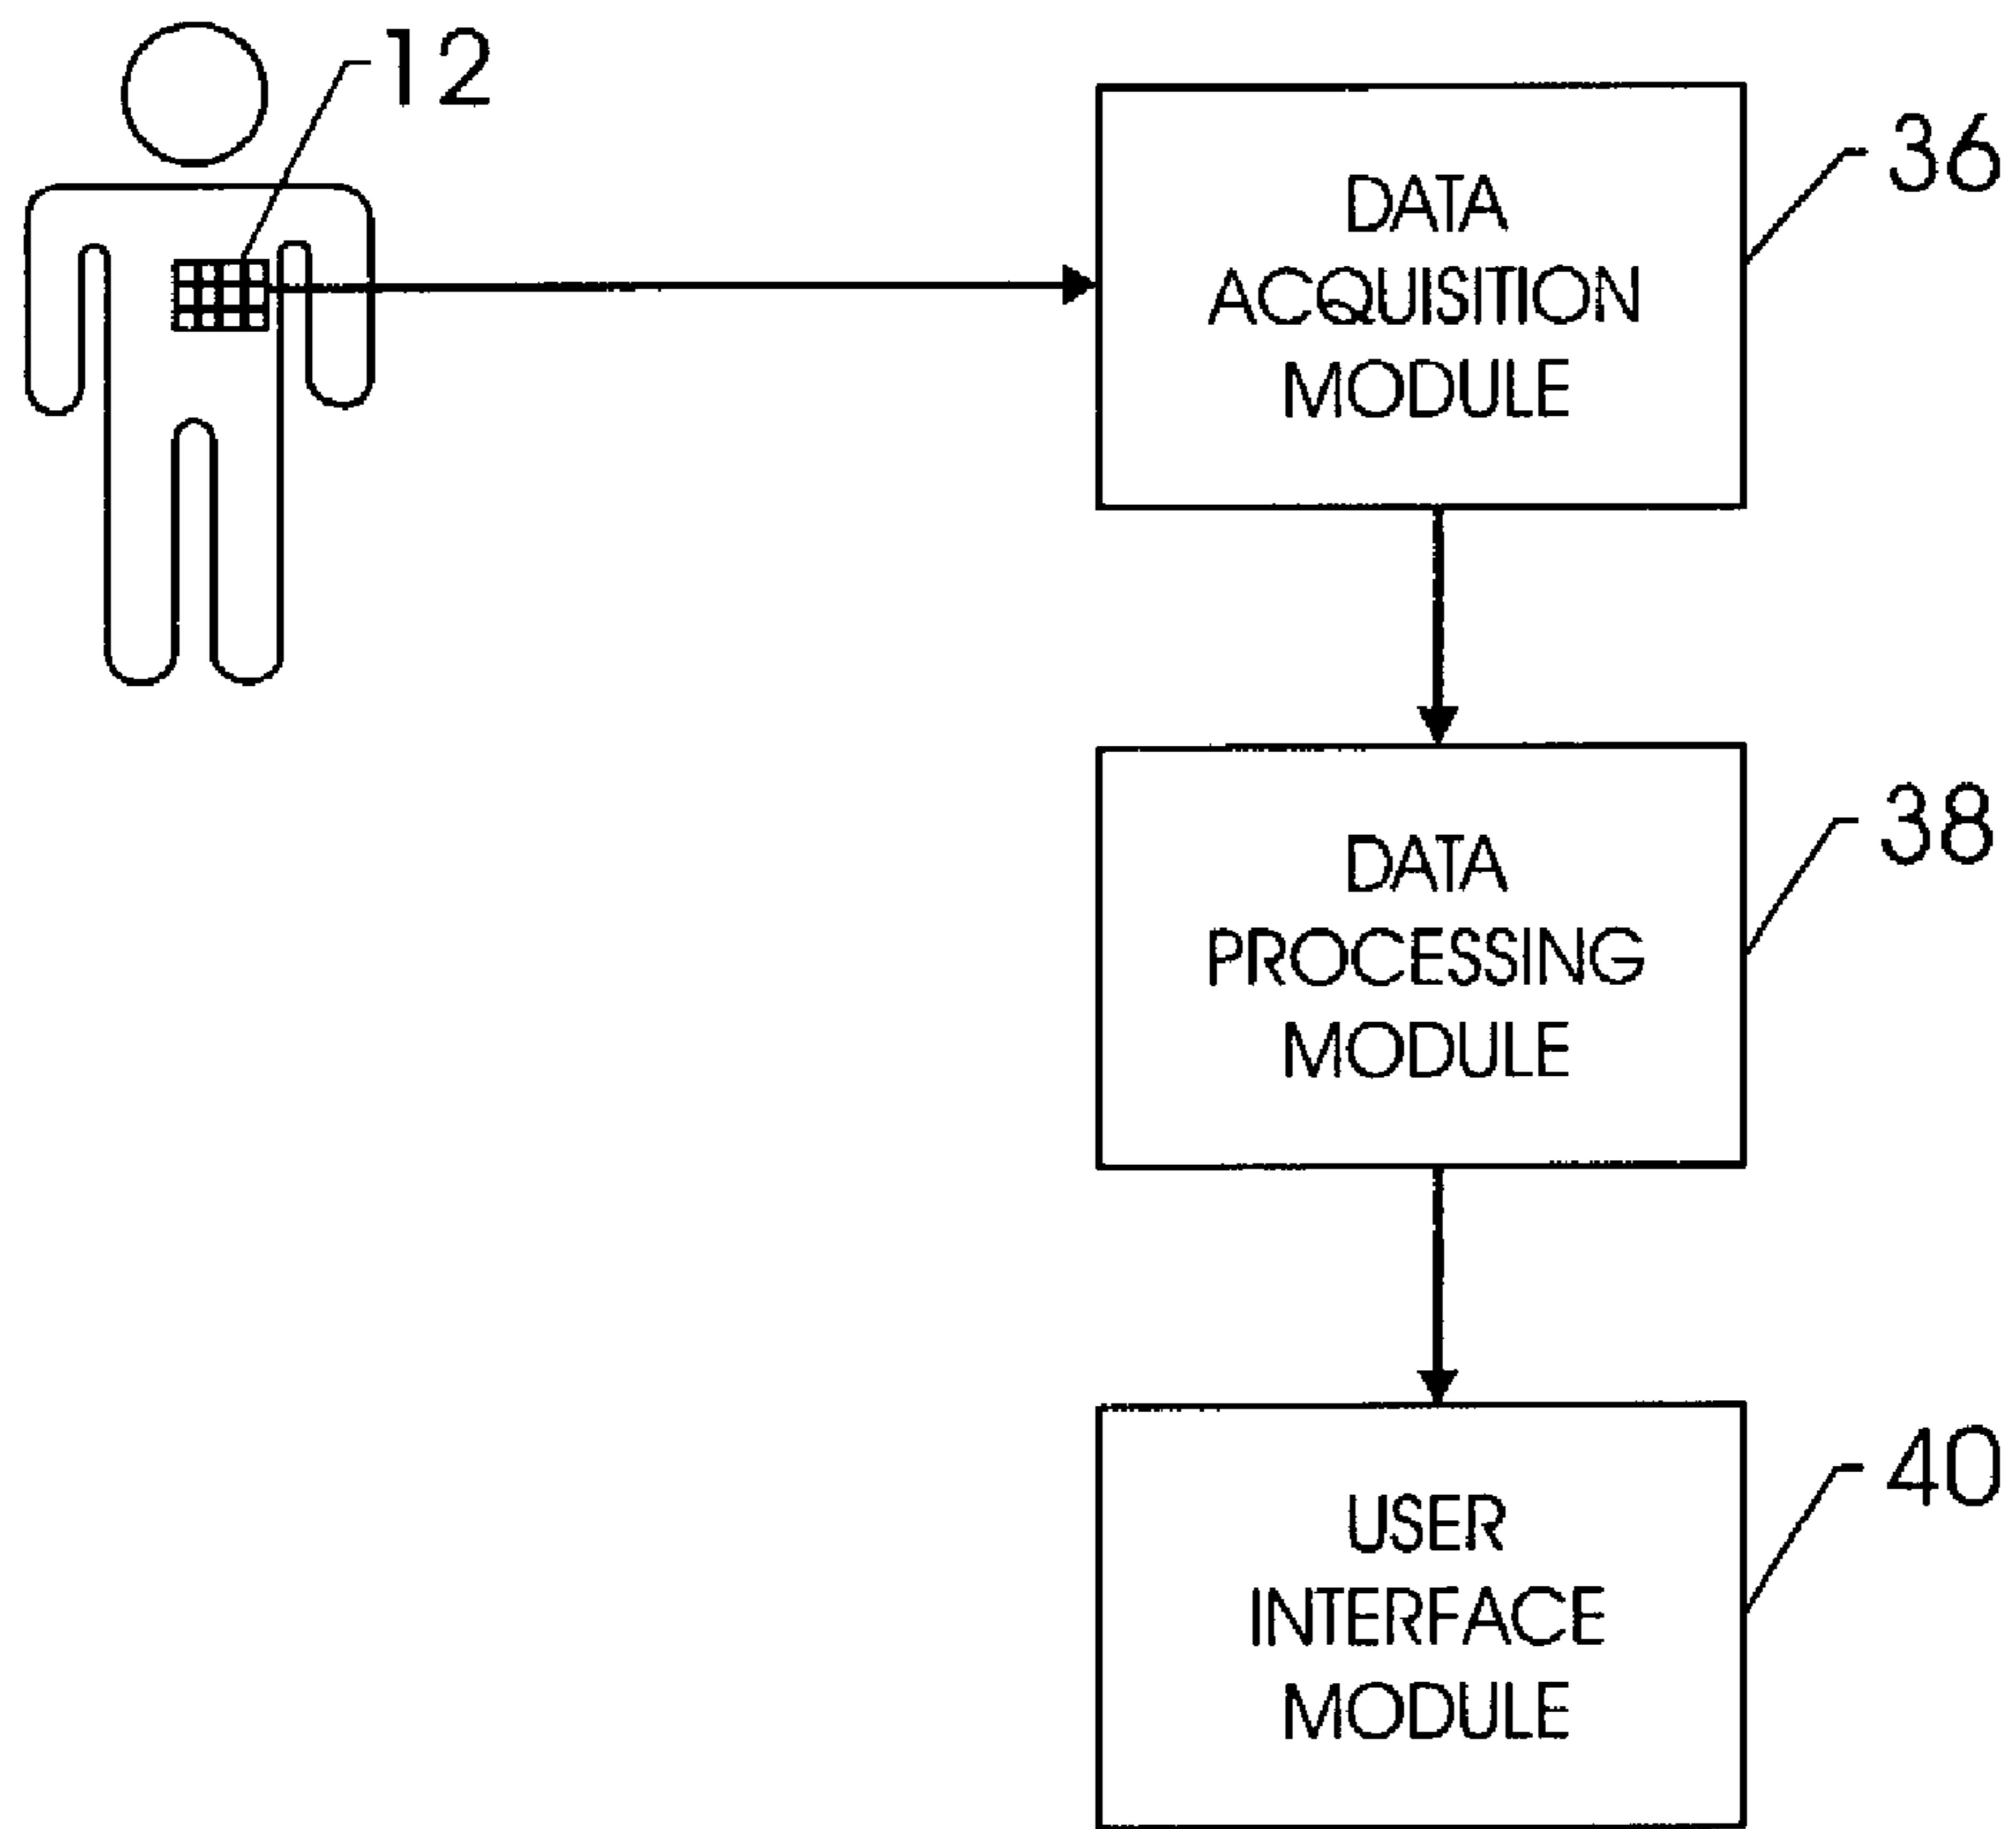 12
36
DATA
ACQUISITION
MODULE
38
DATA
PROCESSING
MODULE
40
USER
INTERFACE
MODULE